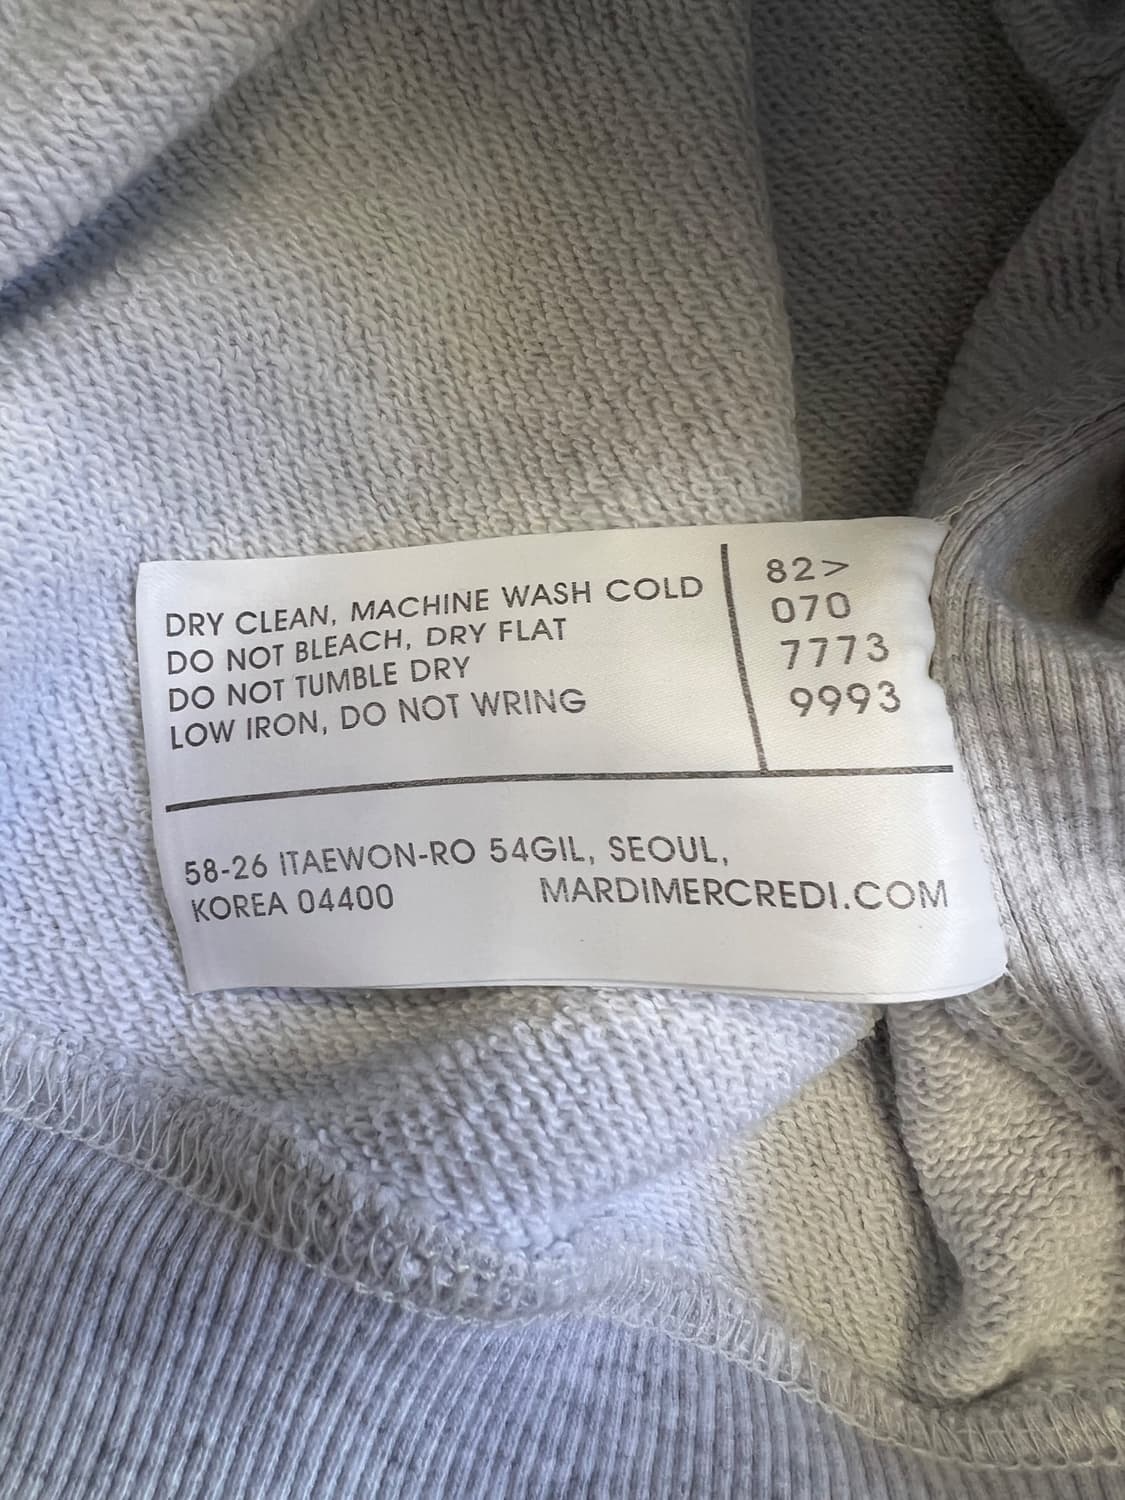 DRY CLEAN, MACHINE WASH COLD
DO NOT BLEACH, DRY FLAT
DO NOT TUMBLE DRY
LOW IRON, DO NOT WRING
82>
070
7773
9993
58-26 ITAEWON-RO 54GIL, SEOUL,
KOREA 04400 MARDIMERCREDI.COM